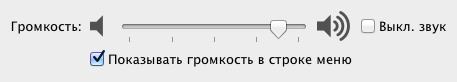 Громкость: Выкл. звук
Показывать громкость в строке меню